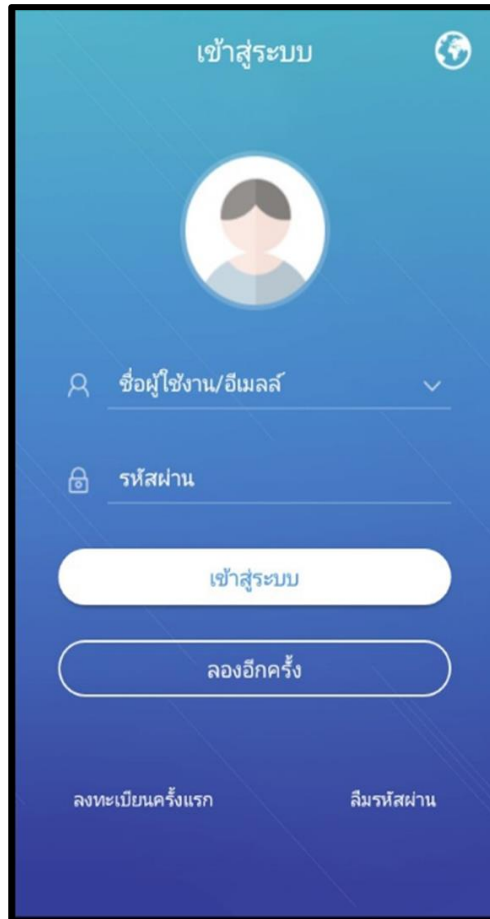 เข้าสู่ระบบ
ชื่อผู้ใช้งาน/อีเมลล์
รหัสผ่าน
เข้าสู่ระบบ
ลองอีกครั้ง
ลงทะเบียนครั้งแรก
ลืมรหัสผ่าน